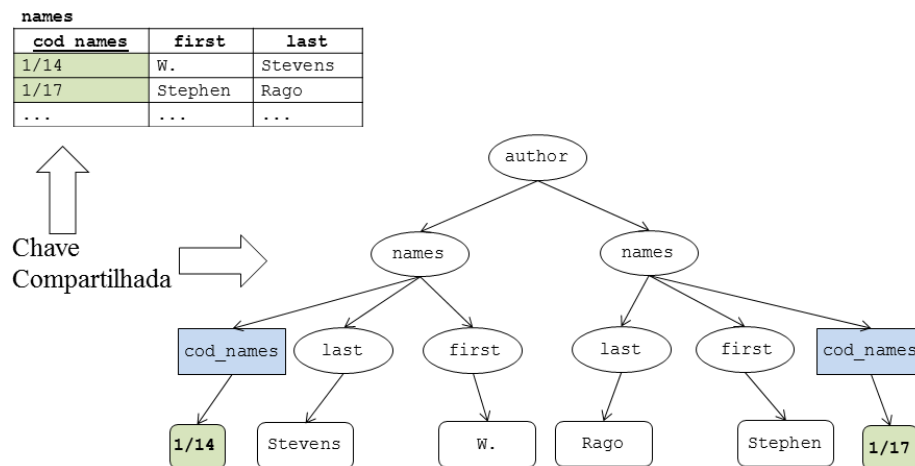 names
cod names first last
1/14 W. Stevens
1/17 Stephen Rago
... ... ...
author
Chave
Compartilhada
names names
cod_names last first last first cod_names
1/14 Stevens W. Rago Stephen 1/17